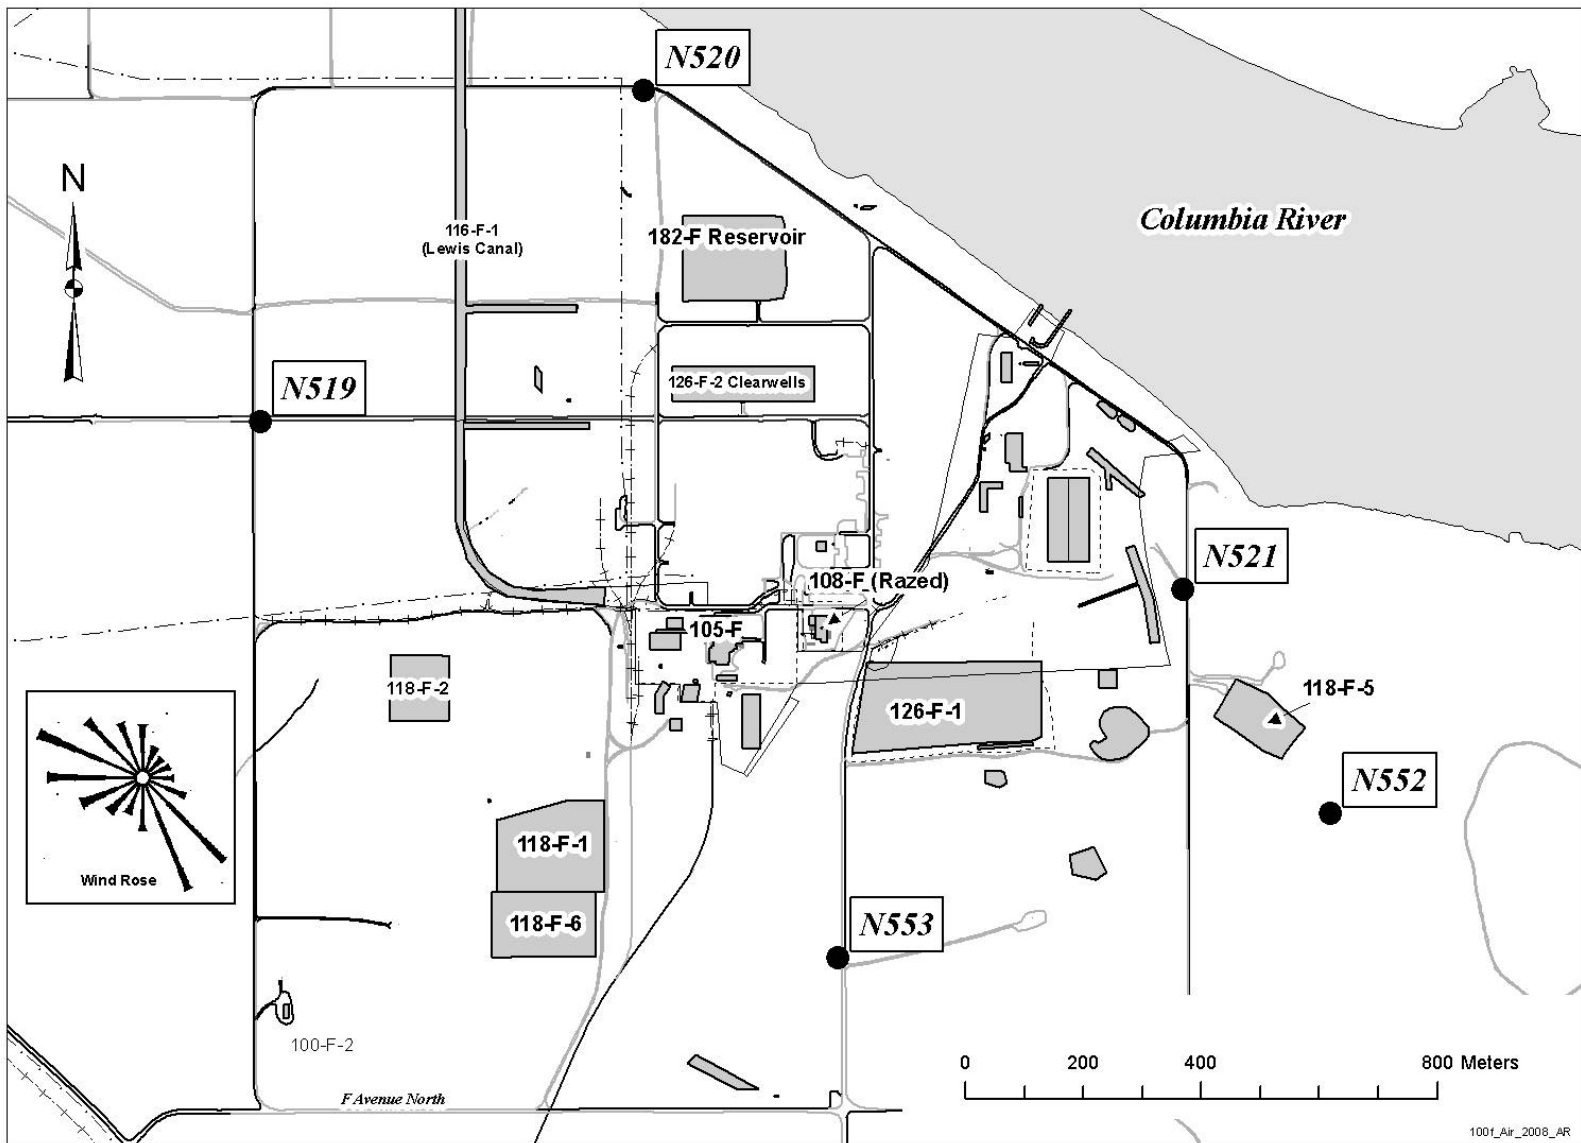 N520
N
Columbia River
116-F-1
(Lewis Canal)
182-F Reservoir
N519
126-F-2 Clearwells
N521
108-F (Razed)
105-F
118-F-2
118-F-5
126-F-1
N552
Wind Rose
118-F-1
118-F-6
N553
100-F-2
0 200 400 800 Meters
F Avenue North
100f_Air_2008_AR